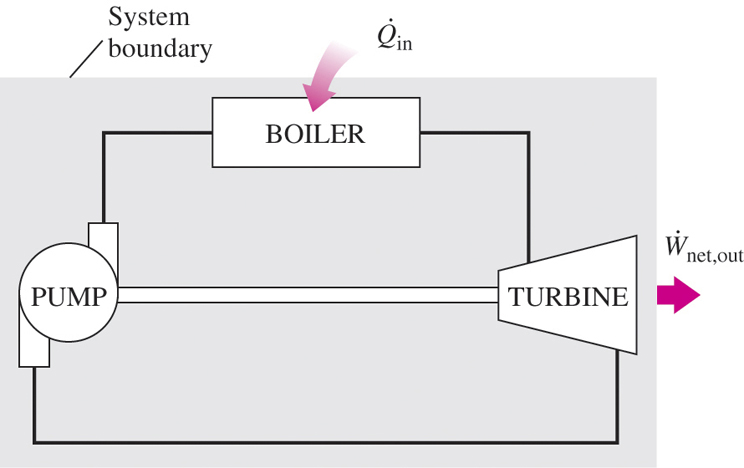 System
boundary
Q̇in
BOILER
Ẇnet,out
PUMP
TURBINE